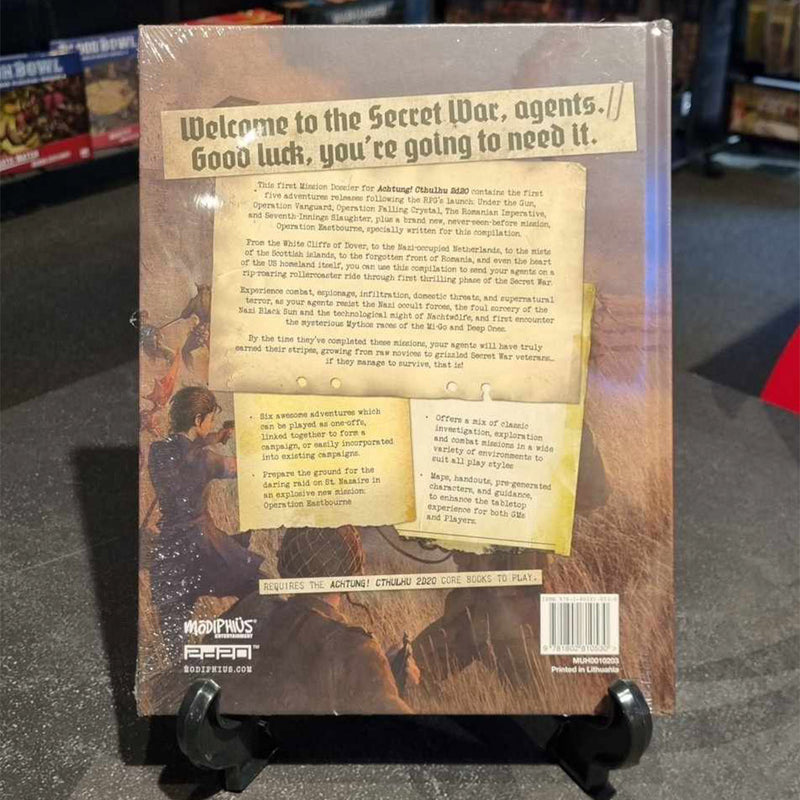 BLOOD BOWL
BOWL
Welcome to the Secret War, agents.
Good luck, you're going to need it.
This first Mission Dossier for Achtung! Cthulhu 2d20 contains the first
five adventures releases following the RPG's launch: Under the Gun,
Operation Vanguard, Operation Falling Crystal, The Romanian Imperative,
and Seventh-Innings Slaughter, plus a brand new, never-seen-before mission,
Operation Eastbourne, specially written for this compilation.
From the White Cliffs of Dover, to the Nazi-occupied Netherlands, to the mists
of the Scottish islands, to the forgotten front of Romania, and even the heart
of the US homeland itself, you can use this compilation to send your agents on a
rip-roaring rollercoaster ride through first thrilling phase of the Secret War.
Experience combat, espionage, infiltration, domestic threats, and supernatural
terror, as your agents resist the Nazi occult forces, the foul sorcery of the
Nazi Black Sun and the technological might of Nachtwölfe, and first encounter
the mysterious Mythos races of the Mi-Go and Deep Ones.
By the time they've completed these missions, your agents will have truly
earned their stripes, growing from raw novices to grizzled Secret War veterans...
if they manage to survive, that is!
• Six awesome adventures which
can be played as one-offs,
linked together to form a
campaign, or easily incorporated
into existing campaigns.
• Prepare the ground for the
daring raid on St. Nazaire in
an explosive new mission:
Operation Eastbourne
• Offers a mix of classic
investigation, exploration
and combat missions in a wide
variety of environments to
suit all play styles
• Maps, handouts, pre-generated
characters, and guidance,
to enhance the tabletop
experience for both GMs
and Players.
REQUIRES THE ACHTUNG! CTHULHU 2D20 CORE BOOKS TO PLAY.
MODIPHIUS®
ENTERTAINMENT
2d20™
MODIPHIUS.COM
9 781802 810530 >
MUH0010203
Printed in Lithuania